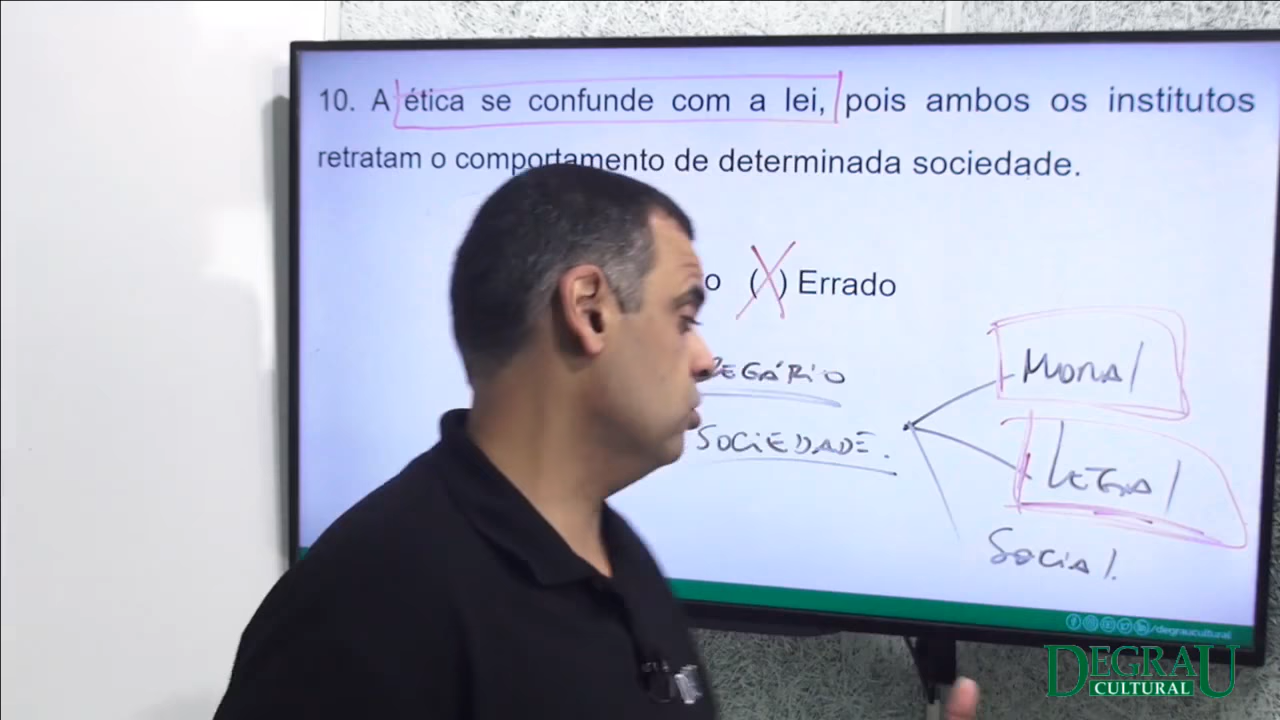 10. A ética se confunde com a lei, pois ambos os institutos
retratam o comportamento de determinada sociedade.
o (X) Errado
SOCIEDADE.
MORAL
LEGAL
SOCIAL.
/degraucultural
DEGRAU
CULTURAL